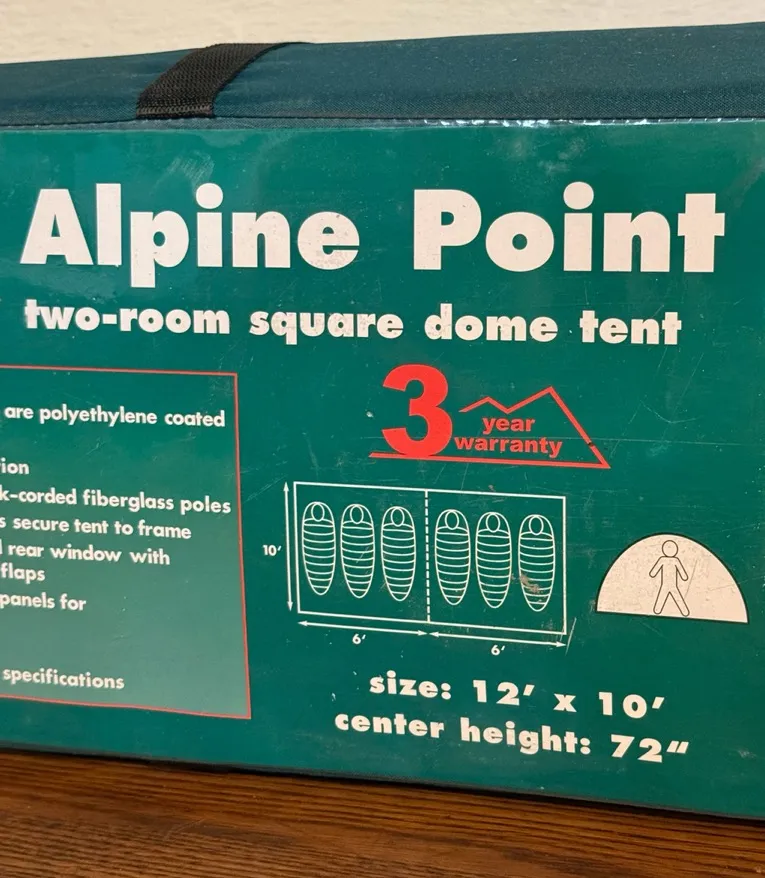 Alpine Point
two-room square dome tent
are polyethylene coated
ion
k-corded fiberglass poles
s secure tent to frame
rear window with
flaps
panels for
specifications
3 year
warranty
10'
6'
6'
size: 12' x 10'
center height: 72"